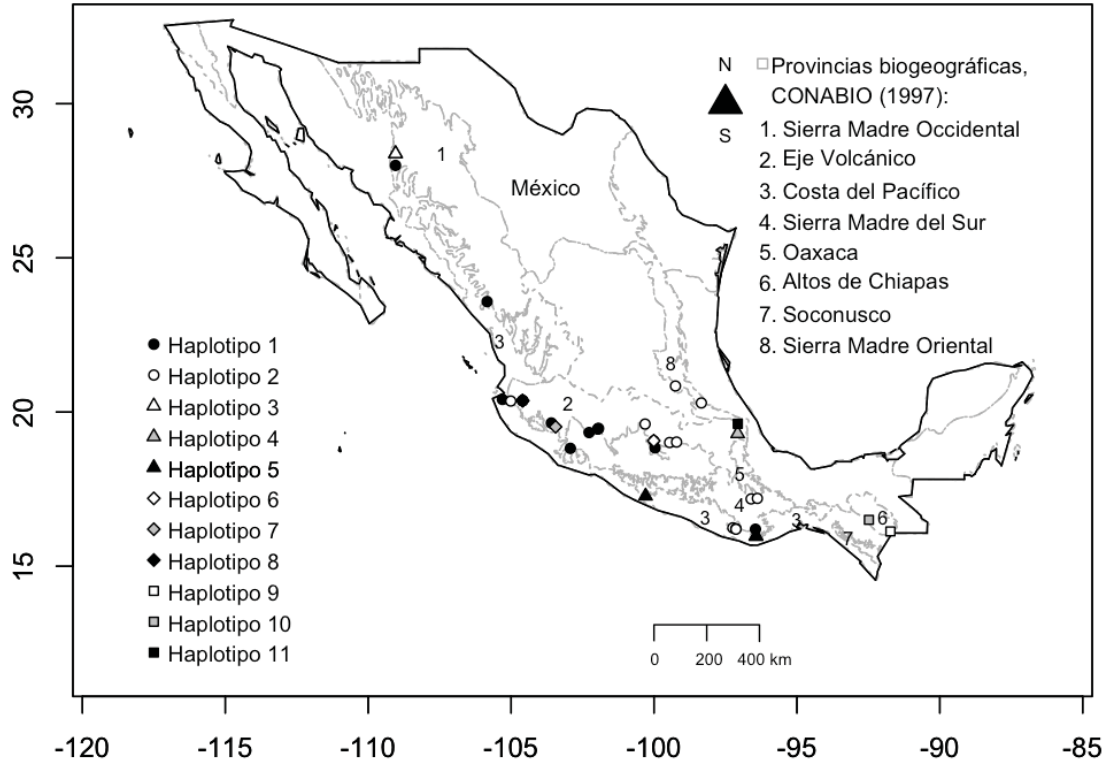 N
Provincias biogeográficas,
CONABIO (1997):
S
1. Sierra Madre Occidental
2. Eje Volcánico
3. Costa del Pacífico
4. Sierra Madre del Sur
5. Oaxaca
6. Altos de Chiapas
7. Soconusco
8. Sierra Madre Oriental
México
1
3
8
2
5
4
3
3
6
7
Haplotipo 1
Haplotipo 2
Haplotipo 3
Haplotipo 4
Haplotipo 5
Haplotipo 6
Haplotipo 7
Haplotipo 8
Haplotipo 9
Haplotipo 10
Haplotipo 11
0 200 400 km
30
25
20
15
-120 -115 -110 -105 -100 -95 -90 -85